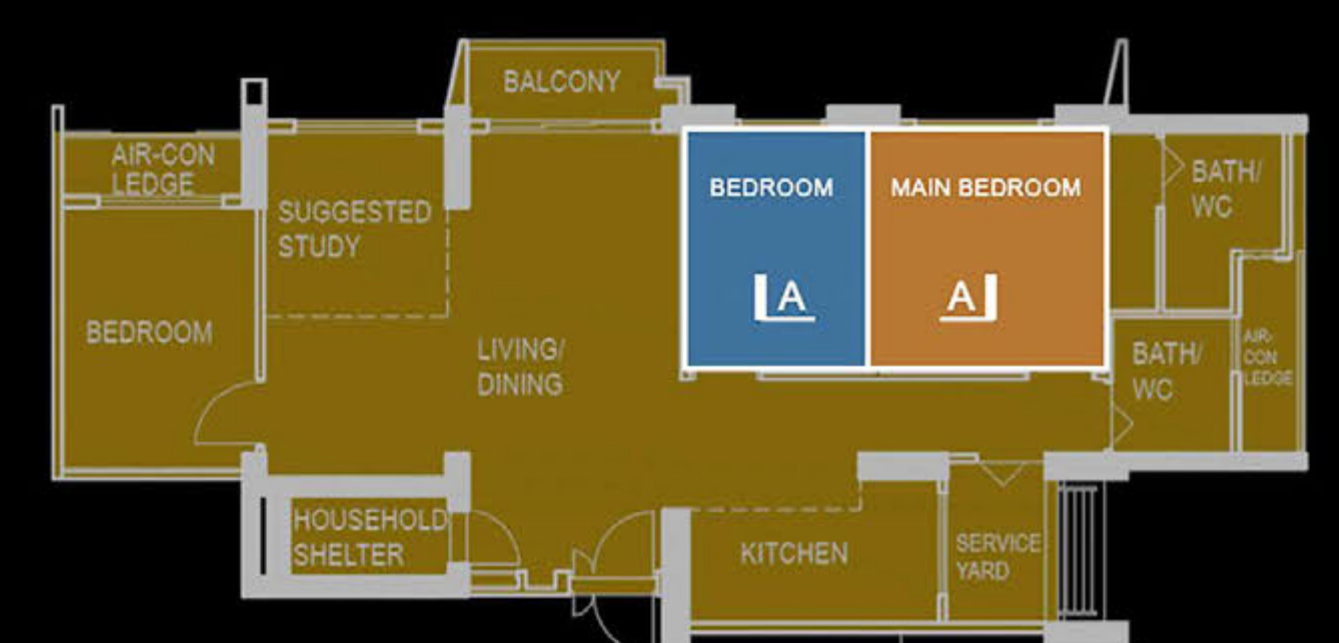 BALCONY
AIR-CON
LEDGE
SUGGESTED
STUDY
BEDROOM
MAIN BEDROOM
BATH/
WC
A
A
BEDROOM
LIVING/
DINING
BATH/
WC
AIR-
CON
LEDGE
HOUSEHOLD
SHELTER
KITCHEN
SERVICE
YARD